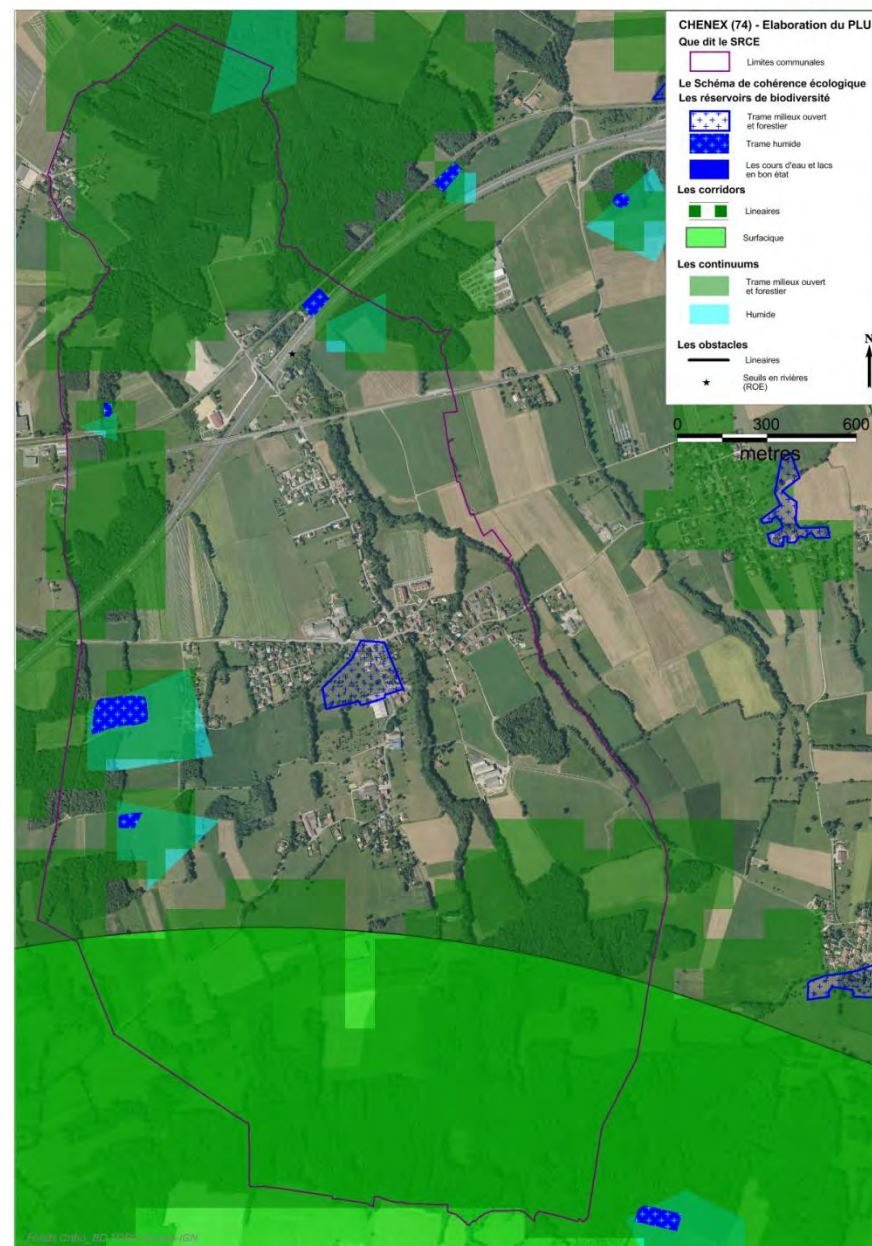 CHENEX (74) - Elaboration du PLU
Que dit le SRCE
Limites communales
Le Schéma de cohérence écologique
Les réservoirs de biodiversité
Trame milieux ouvert
et forestier
Trame humide
Les cours d'eau et lacs
en bon état
Les corridors
Lineaires
Surfacique
Les continuums
Trame milieux ouvert
et forestier
Humide
Les obstacles
Lineaires
Seuils en rivières
(ROE)
N
0 300 600
metres